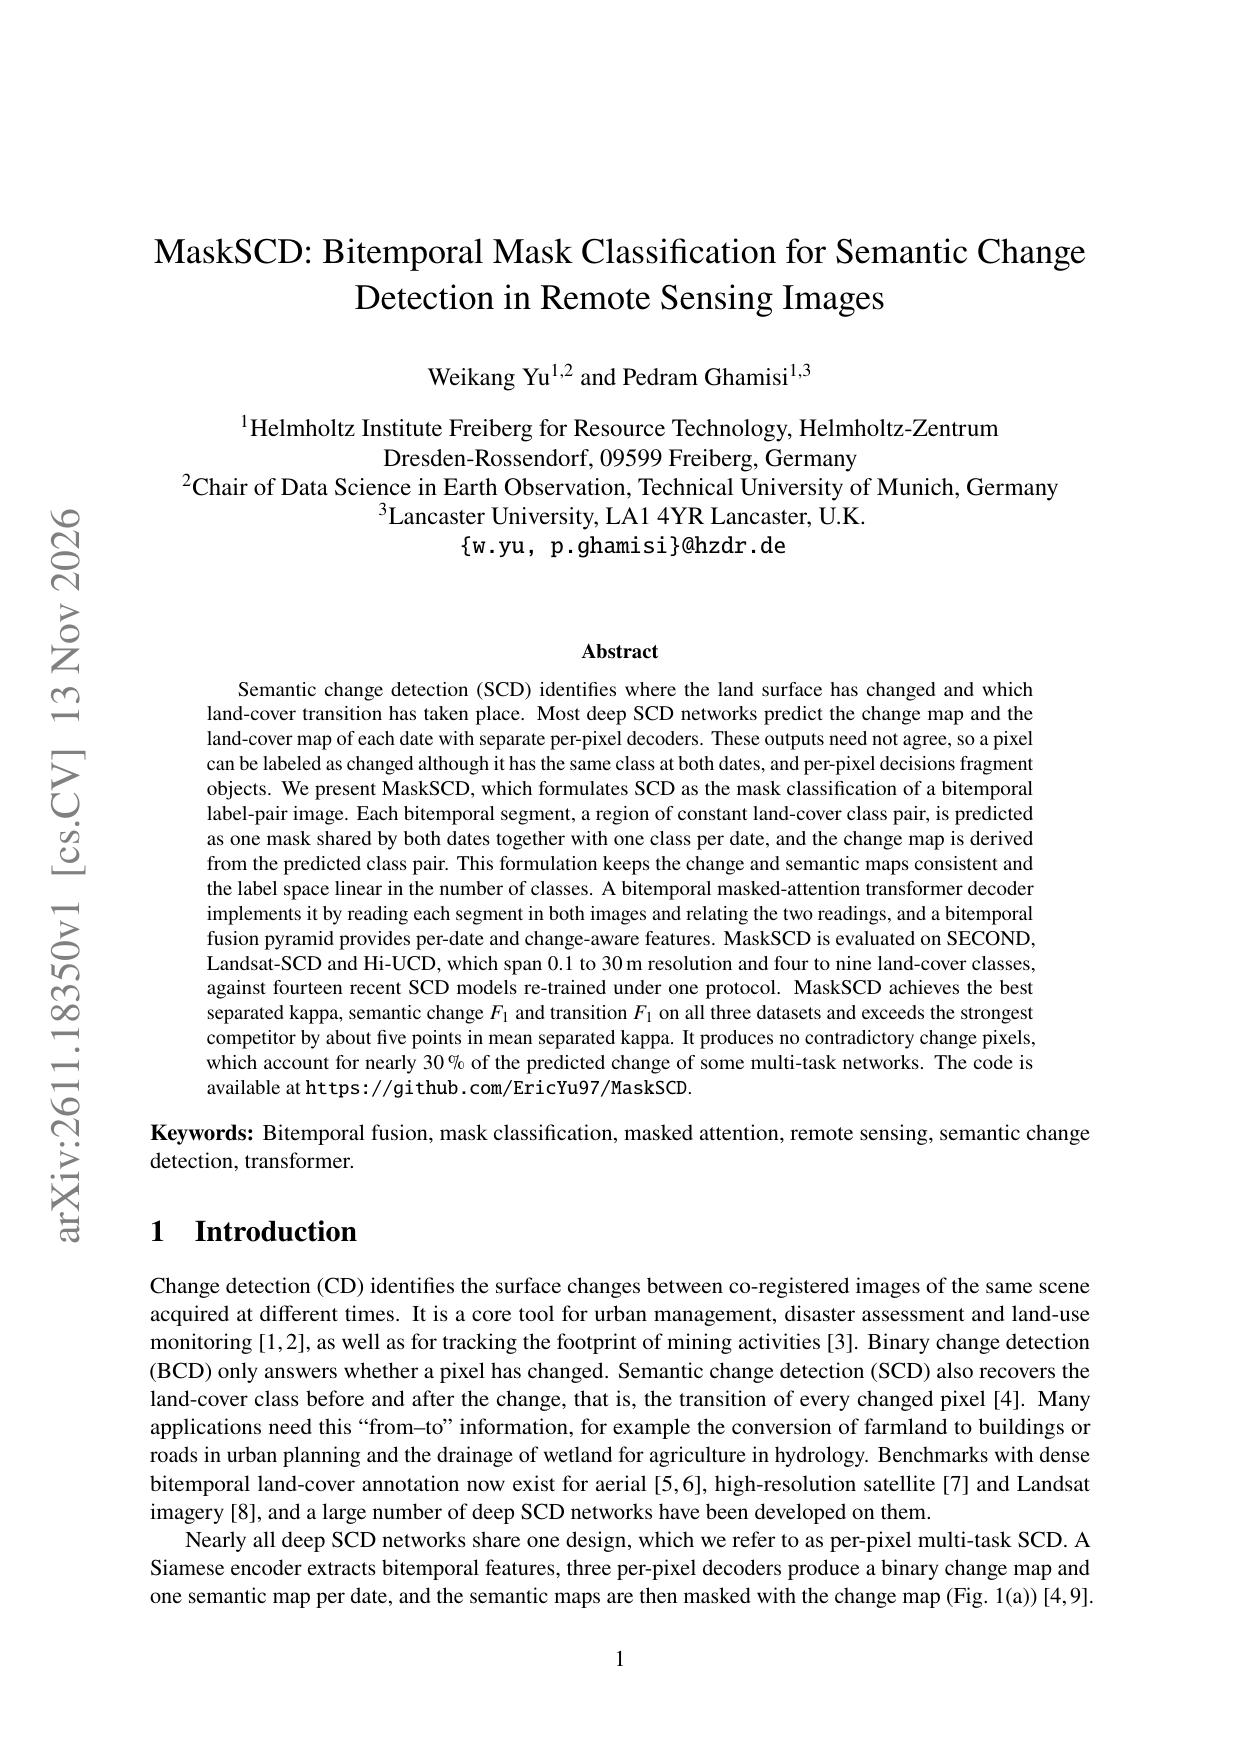 MaskSCD: Bitemporal Mask Classification for Semantic Change
Detection in Remote Sensing Images
Weikang Yu1,2 and Pedram Ghamisi1,3
1Helmholtz Institute Freiberg for Resource Technology, Helmholtz-Zentrum
Dresden-Rossendorf, 09599 Freiberg, Germany
2Chair of Data Science in Earth Observation, Technical University of Munich, Germany
3Lancaster University, LA1 4YR Lancaster, U.K.
{w.yu, p.ghamisi}@hzdr.de
arXiv:2611.18350v1 [cs.CV] 13 Nov 2026
Abstract
Semantic change detection (SCD) identifies where the land surface has changed and which
land-cover transition has taken place. Most deep SCD networks predict the change map and the
land-cover map of each date with separate per-pixel decoders. These outputs need not agree, so a pixel
can be labeled as changed although it has the same class at both dates, and per-pixel decisions fragment
objects. We present MaskSCD, which formulates SCD as the mask classification of a bitemporal
label-pair image. Each bitemporal segment, a region of constant land-cover class pair, is predicted
as one mask shared by both dates together with one class per date, and the change map is derived
from the predicted class pair. This formulation keeps the change and semantic maps consistent and
the label space linear in the number of classes. A bitemporal masked-attention transformer decoder
implements it by reading each segment in both images and relating the two readings, and a bitemporal
fusion pyramid provides per-date and change-aware features. MaskSCD is evaluated on SECOND,
Landsat-SCD and Hi-UCD, which span 0.1 to 30 m resolution and four to nine land-cover classes,
against fourteen recent SCD models re-trained under one protocol. MaskSCD achieves the best
separated kappa, semantic change F1 and transition F1 on all three datasets and exceeds the strongest
competitor by about five points in mean separated kappa. It produces no contradictory change pixels,
which account for nearly 30 % of the predicted change of some multi-task networks. The code is
available at https://github.com/EricYu97/MaskSCD.
Keywords: Bitemporal fusion, mask classification, masked attention, remote sensing, semantic change
detection, transformer.
1 Introduction
Change detection (CD) identifies the surface changes between co-registered images of the same scene
acquired at different times. It is a core tool for urban management, disaster assessment and land-use
monitoring [1,2], as well as for tracking the footprint of mining activities [3]. Binary change detection
(BCD) only answers whether a pixel has changed. Semantic change detection (SCD) also recovers the
land-cover class before and after the change, that is, the transition of every changed pixel [4]. Many
applications need this “from–to” information, for example the conversion of farmland to buildings or
roads in urban planning and the drainage of wetland for agriculture in hydrology. Benchmarks with dense
bitemporal land-cover annotation now exist for aerial [5,6], high-resolution satellite [7] and Landsat
imagery [8], and a large number of deep SCD networks have been developed on them.
Nearly all deep SCD networks share one design, which we refer to as per-pixel multi-task SCD. A
Siamese encoder extracts bitemporal features, three per-pixel decoders produce a binary change map and
one semantic map per date, and the semantic maps are then masked with the change map (Fig. 1(a)) [4,9].
1